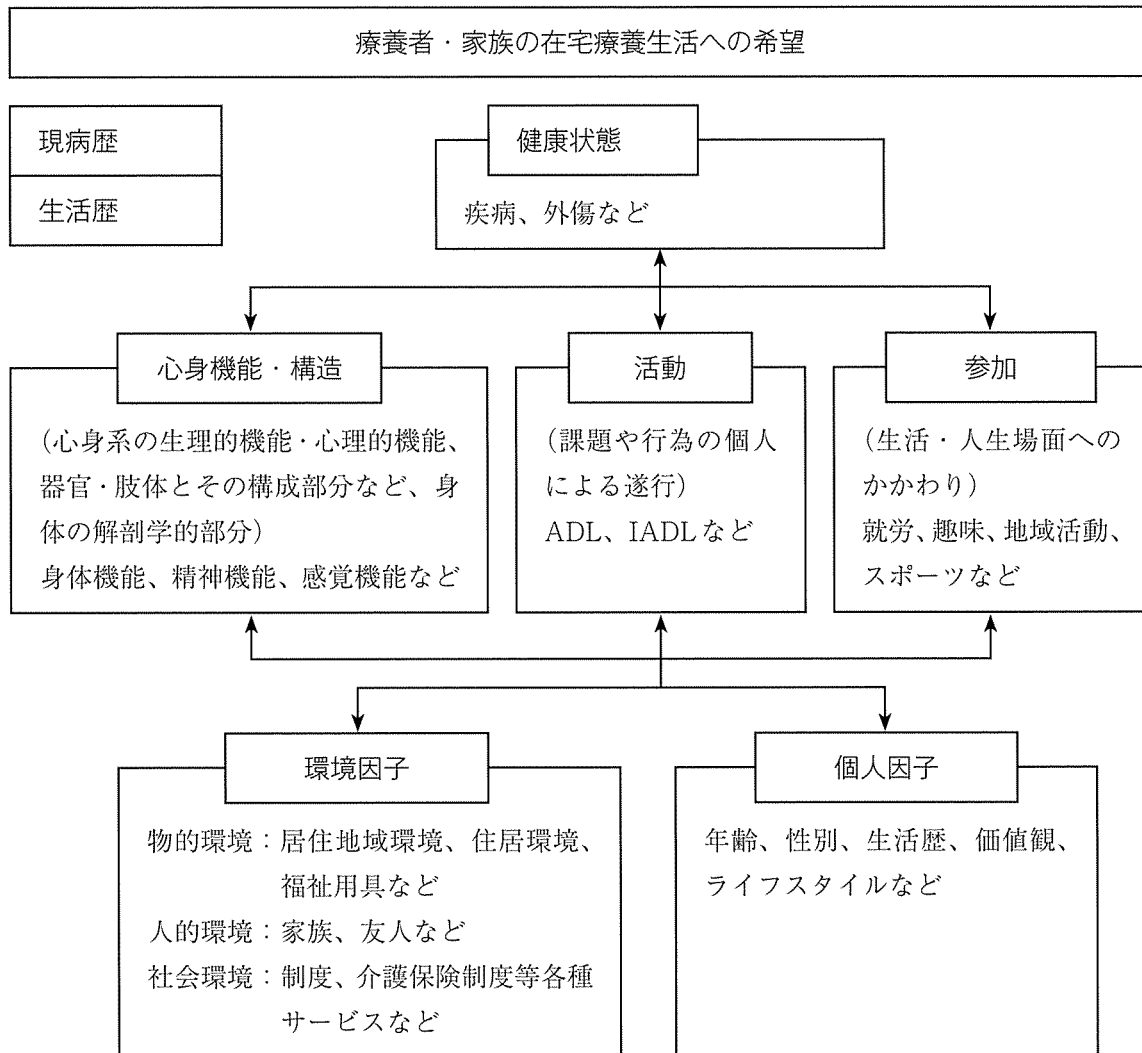 療養者・家族の在宅療養生活への希望
現病歴
生活歴
健康状態
疾病、外傷など
心身機能・構造
(心身系の生理的機能・心理的機能、
器官・肢体とその構成部分など、身
体の解剖学的部分)
身体機能、精神機能、感覚機能など
活動
(課題や行為の個人
による遂行)
ADL、IADLなど
参加
(生活・人生場面への
かかわり)
就労、趣味、地域活動、
スポーツなど
環境因子
物的環境：居住地域環境、住居環境、
福祉用具など
人的環境：家族、友人など
社会環境：制度、介護保険制度等各種
サービスなど
個人因子
年齢、性別、生活歴、価値観、
ライフスタイルなど